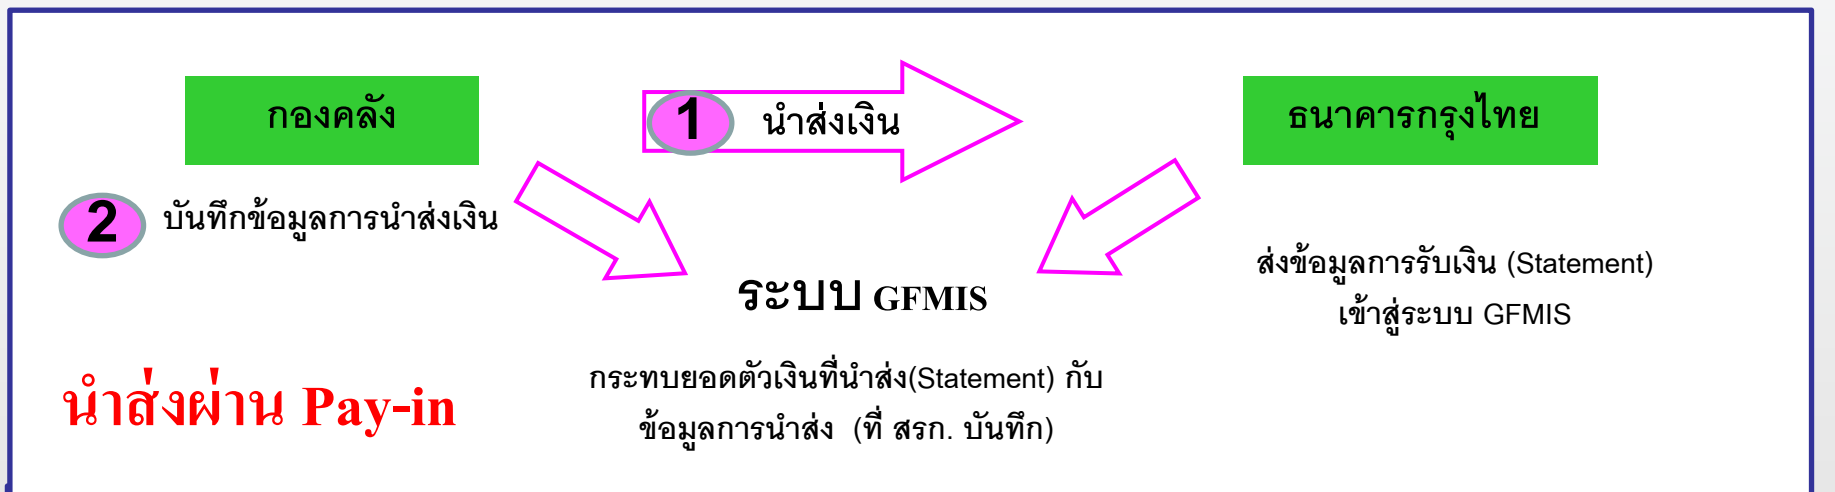 กองคลัง
1 นำส่งเงิน
ธนาคารกรุงไทย
2 บันทึกข้อมูลการนำส่งเงิน
ส่งข้อมูลการรับเงิน (Statement)
เข้าสู่ระบบ GFMIS
ระบบ GFMIS
กระทบยอดตัวเงินที่นำส่ง(Statement) กับ
ข้อมูลการนำส่ง (ที่ สรก. บันทึก)
นำส่งผ่าน Pay-in